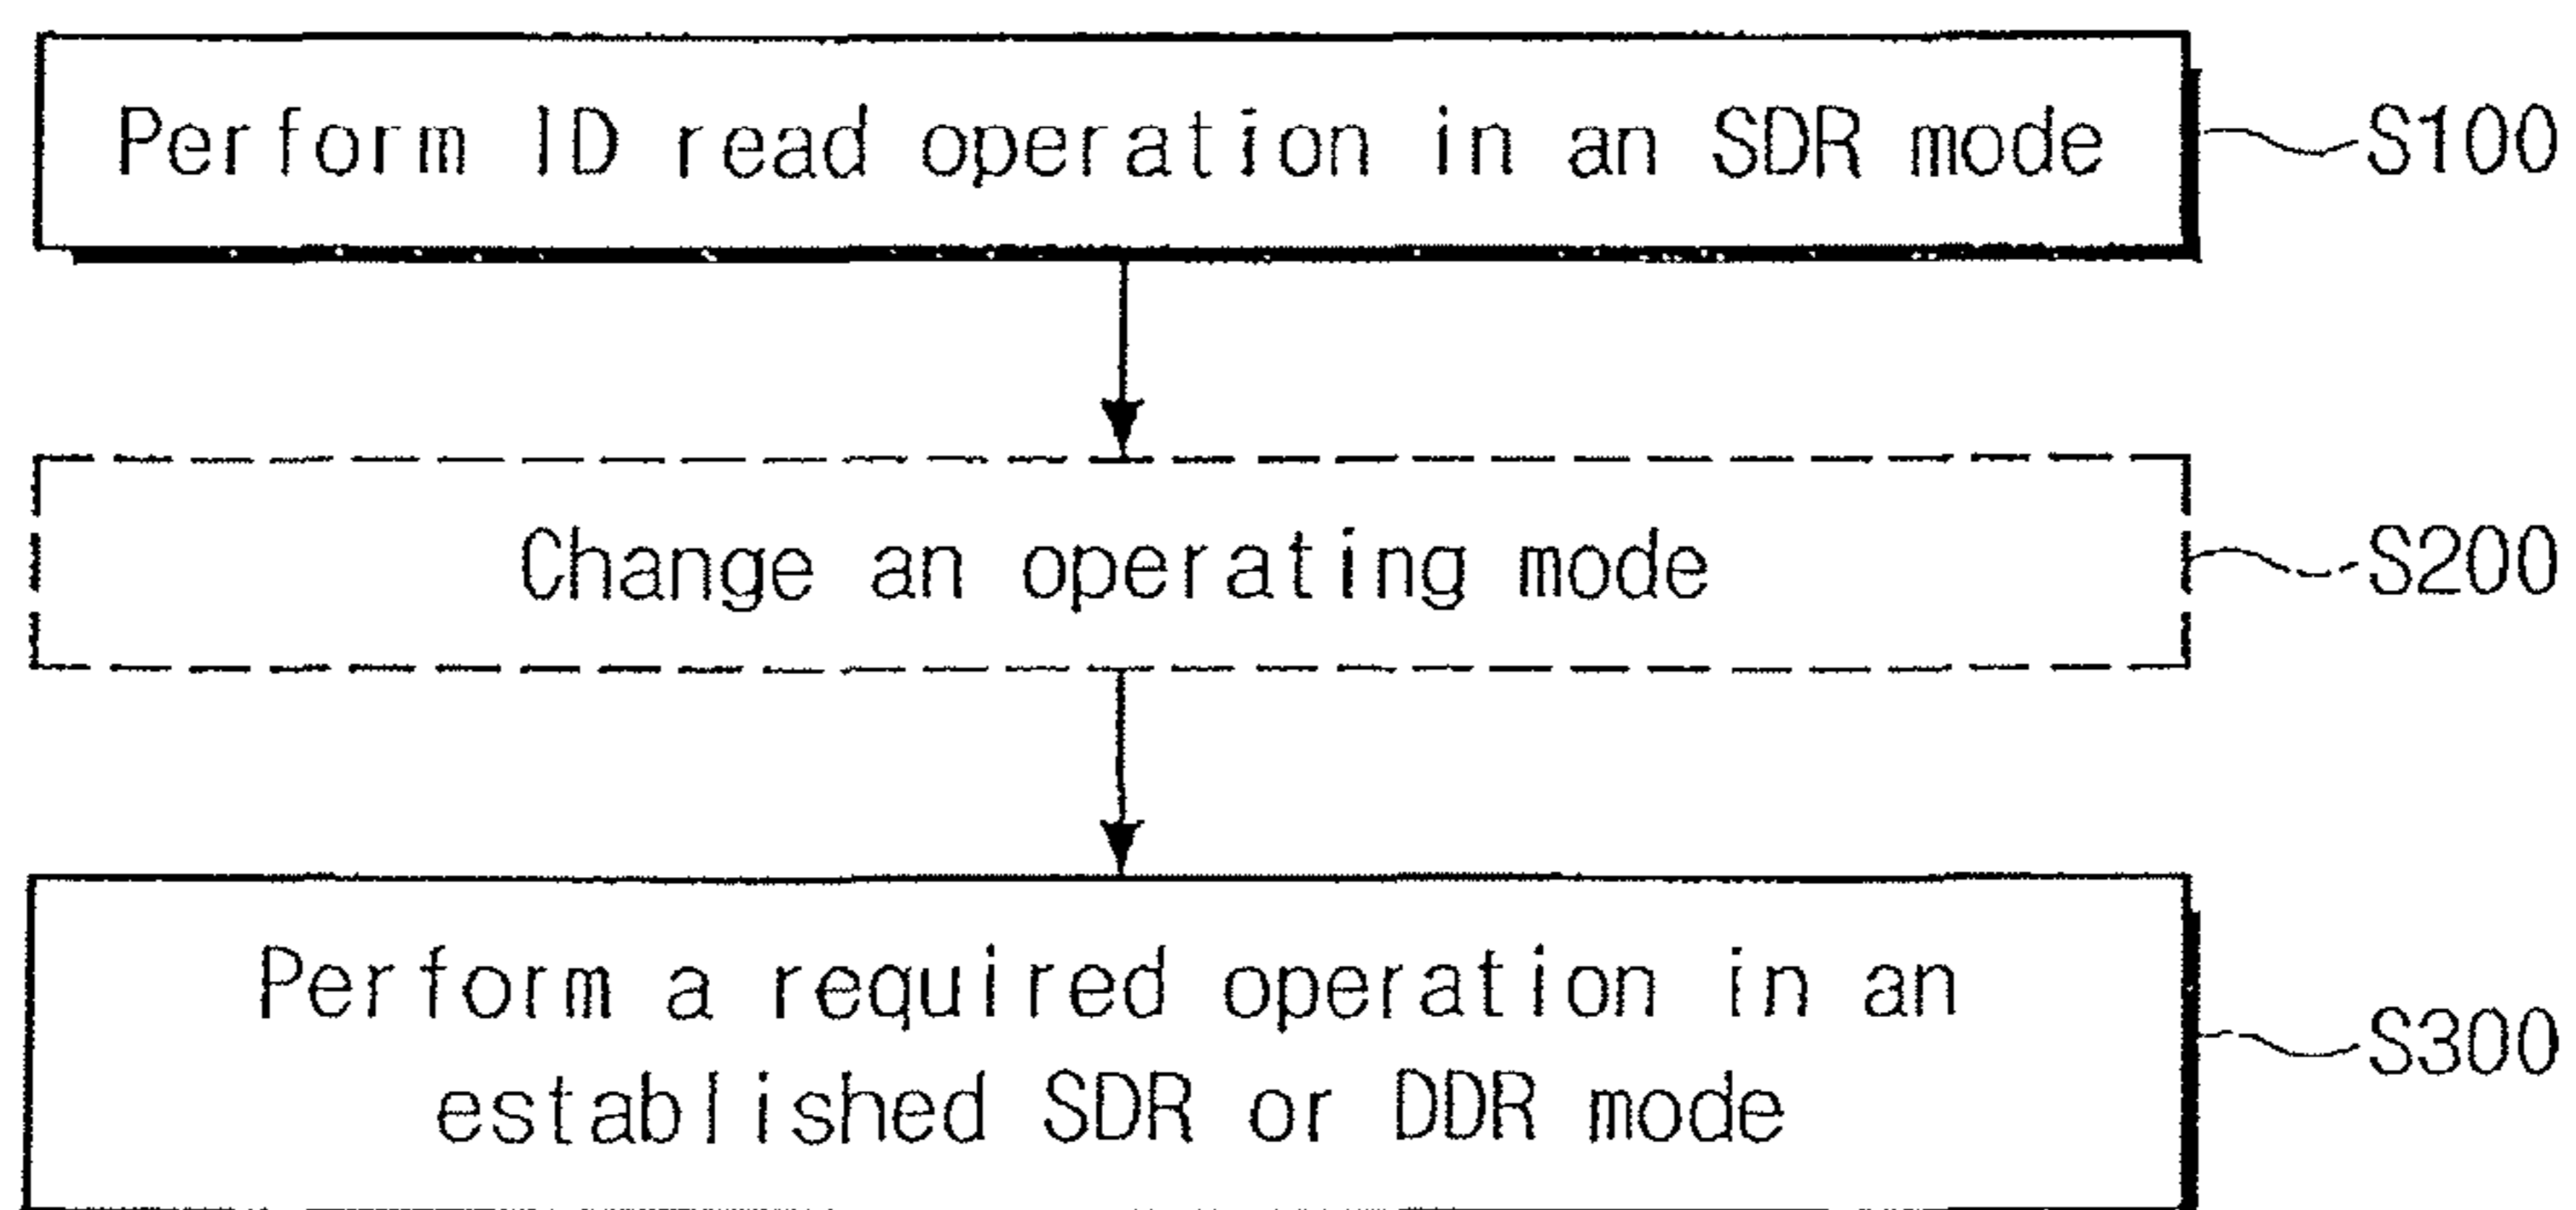 Perform ID read operation in an SDR mode
S100
Change an operating mode
S200
Perform a required operation in an
established SDR or DDR mode
S300